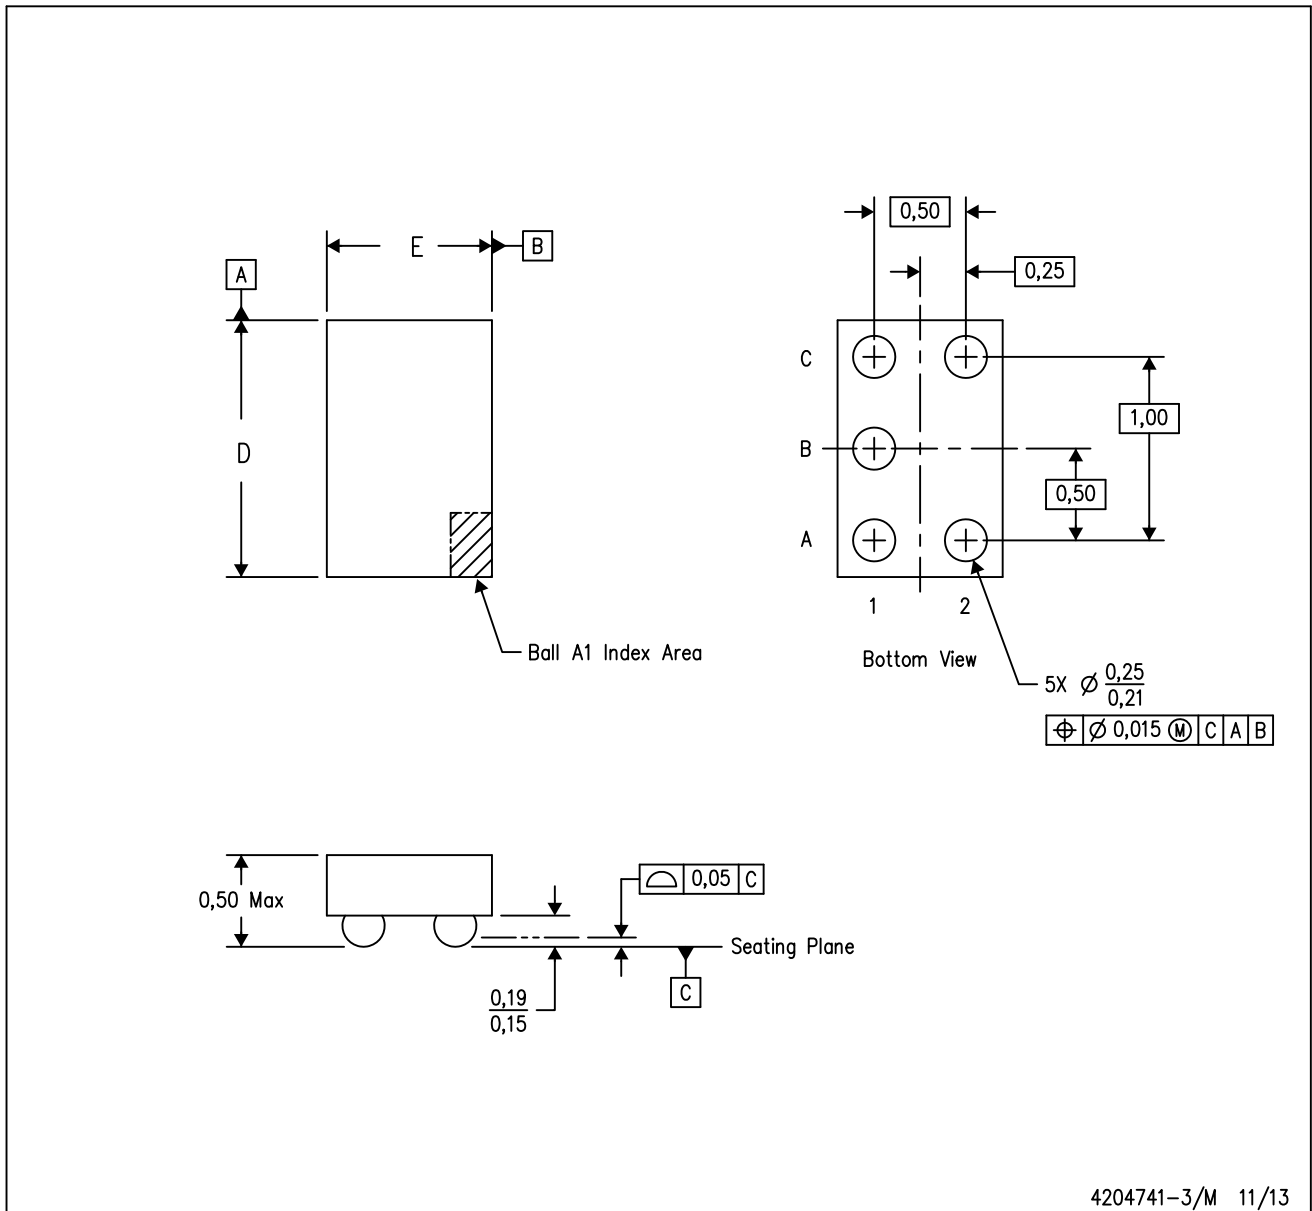 0,50
E
B
0,25
A
C
1,00
D
B
0,50
A
1 2
Ball A1 Index Area
Bottom View
5X Ø 0,25
0,21
⌖ Ø 0,015 Ⓜ C A B
⌓ 0,05 C
0,50 Max
Seating Plane
C
0,19
0,15
4204741-3/M 11/13